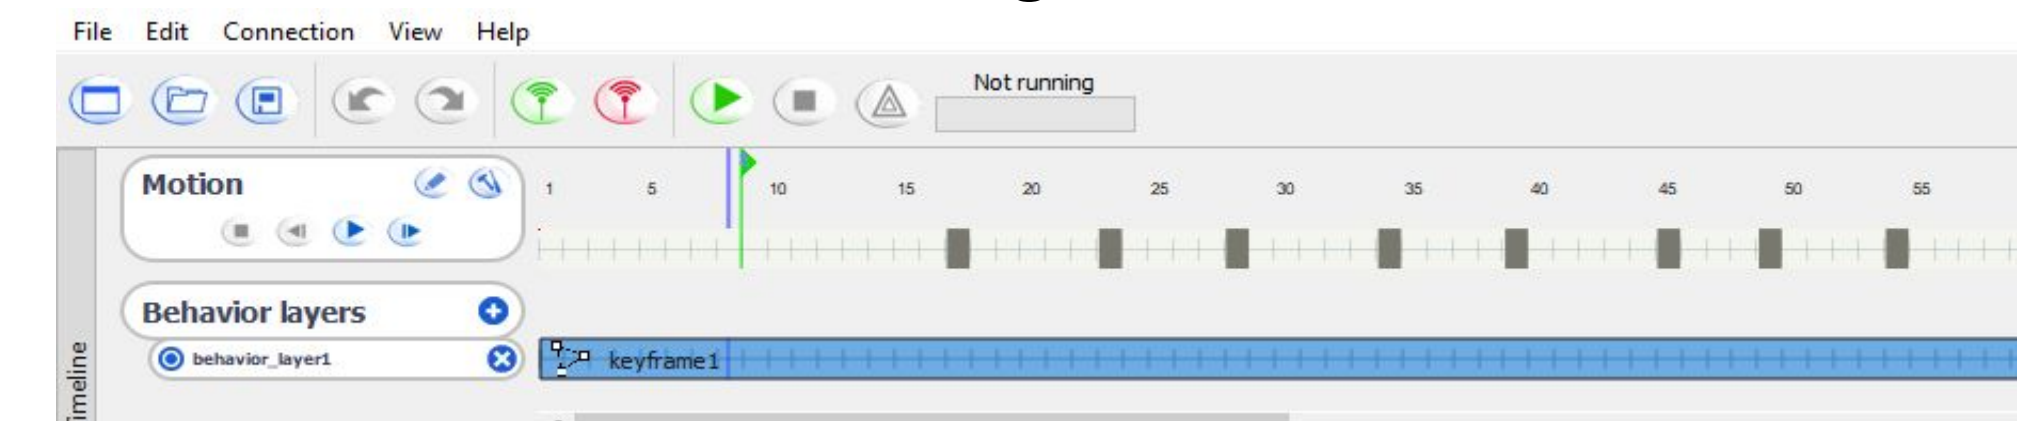 File Edit Connection View Help
Not running
Motion
1 5 10 15 20 25 30 35 40 45 50 55
Behavior layers
behavior_layer1
keyframe1